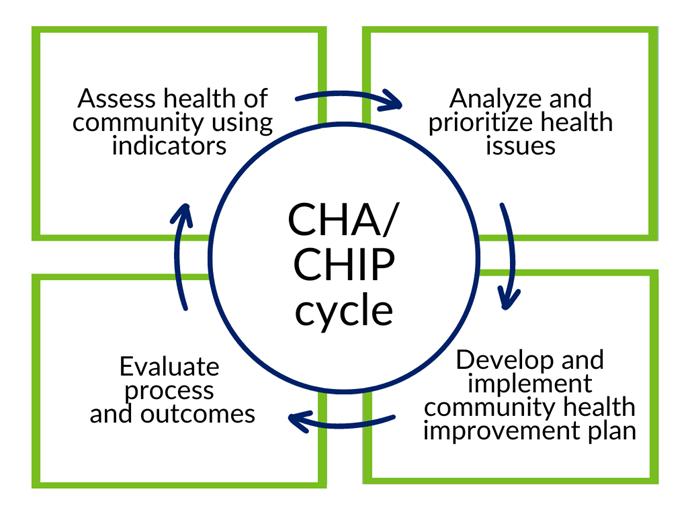 Assess health of
community using
indicators
Analyze and
prioritize health
issues
CHA/
CHIP
cycle
Evaluate
process
and outcomes
Develop and
implement
community health
improvement plan